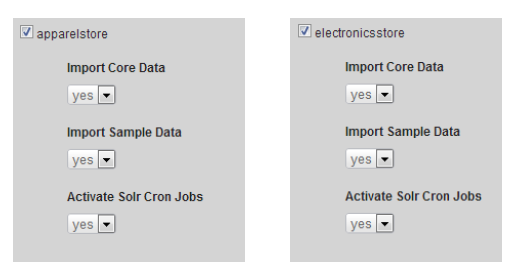 apparelstore
Import Core Data
yes
Import Sample Data
yes
Activate Solr Cron Jobs
yes
electronicsstore
Import Core Data
yes
Import Sample Data
yes
Activate Solr Cron Jobs
yes